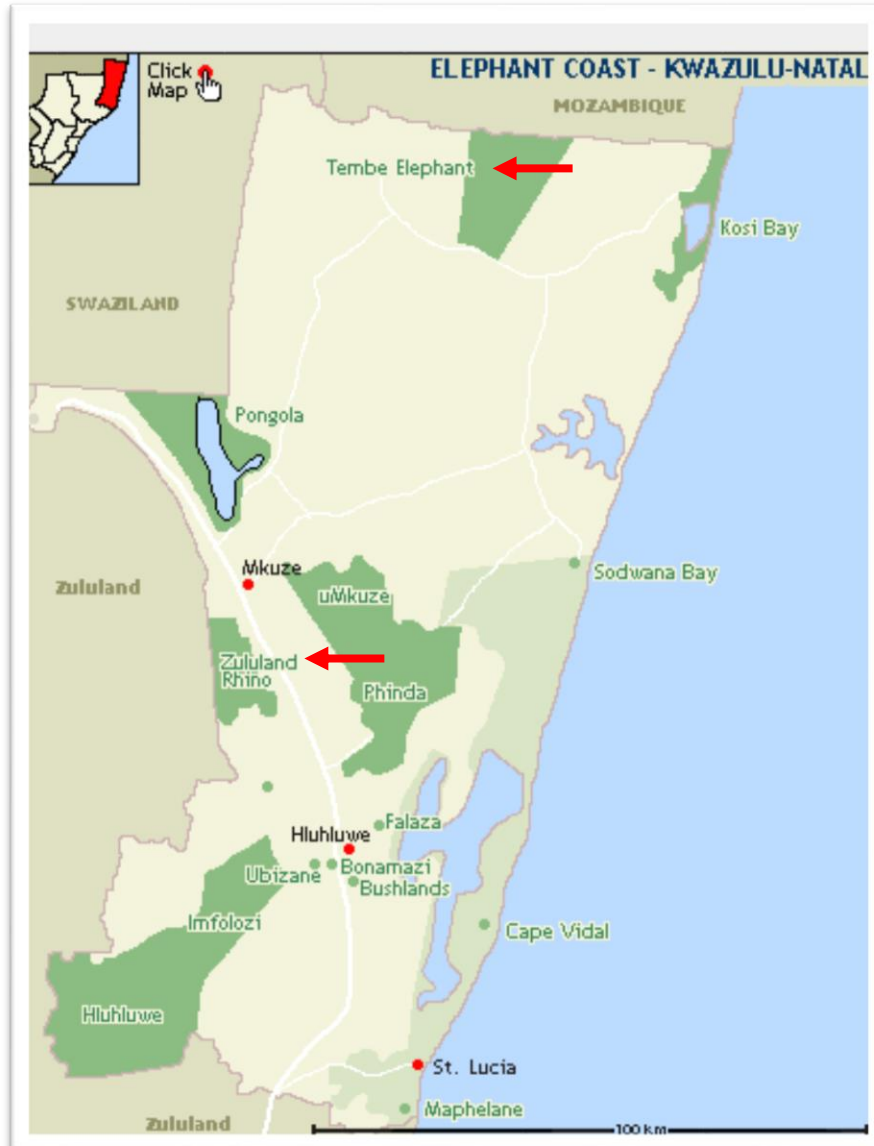 Click
Map
ELEPHANT COAST - KWAZULU-NATAL
MOZAMBIQUE
Tembe Elephant
Kosi Bay
SWAZILAND
Pongola
Mkuze
Sodwana Bay
Zululand
uMkuze
Zululand
Rhino
Phinda
Falaza
Hluhluwe
Bonamazi
Ubizane
Bushlands
Imfolozi
Cape Vidal
Hluhluwe
St. Lucia
Maphelane
Zululand
100 km